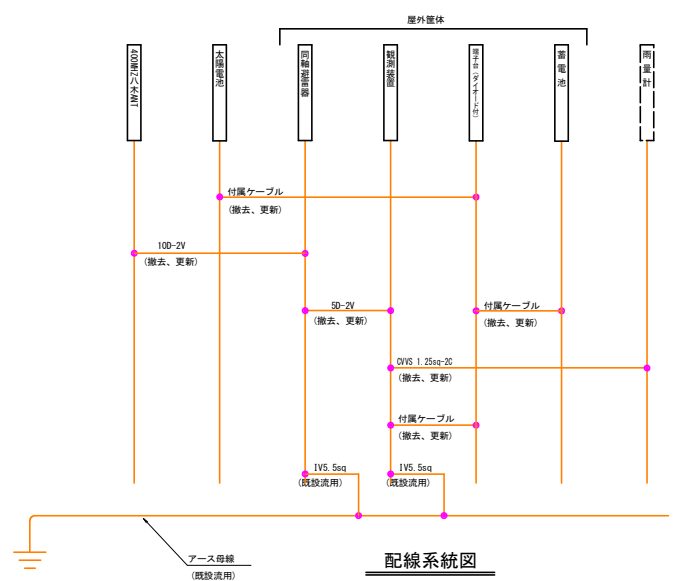 屋外筐体
400MHZ八木ANT
太陽電池
同軸避雷器
観測装置
端子台(ダイオード付)
蓄電池
雨量計
付属ケーブル
(撤去、更新)
10D-2V
(撤去、更新)
5D-2V
(撤去、更新)
付属ケーブル
(撤去、更新)
CVVS 1.25sq-2C
(撤去、更新)
付属ケーブル
(撤去、更新)
IV5.5sq
(既設流用)
IV5.5sq
(既設流用)
アース母線
(既設流用)
配線系統図